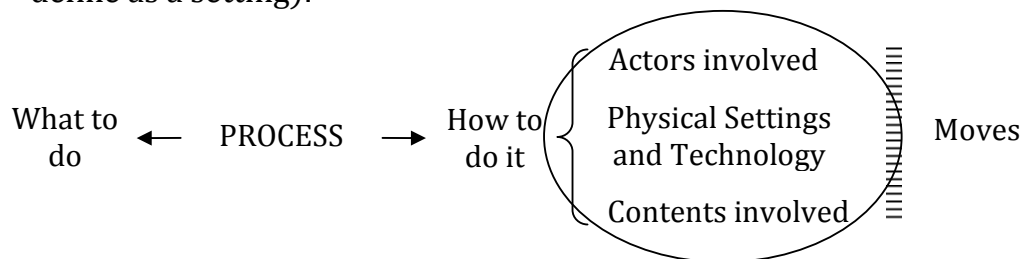 define as a setting).
What to
do
PROCESS
How to
do it
Actors involved
Physical Settings
and Technology
Contents involved
Moves